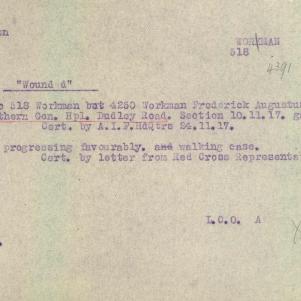 WORKMAN
518
4391
"Wounded"
518 Workman but 4250 Workman Frederick Augustu
thern Gen. Hpl. Dudley Road. Section 10.11.17.
Cert. by A.I.F.HdQtrs 24.11.17.
progressing favourably. and walking case.
Cert. by letter from Red Cross Representa
I.C.O. A